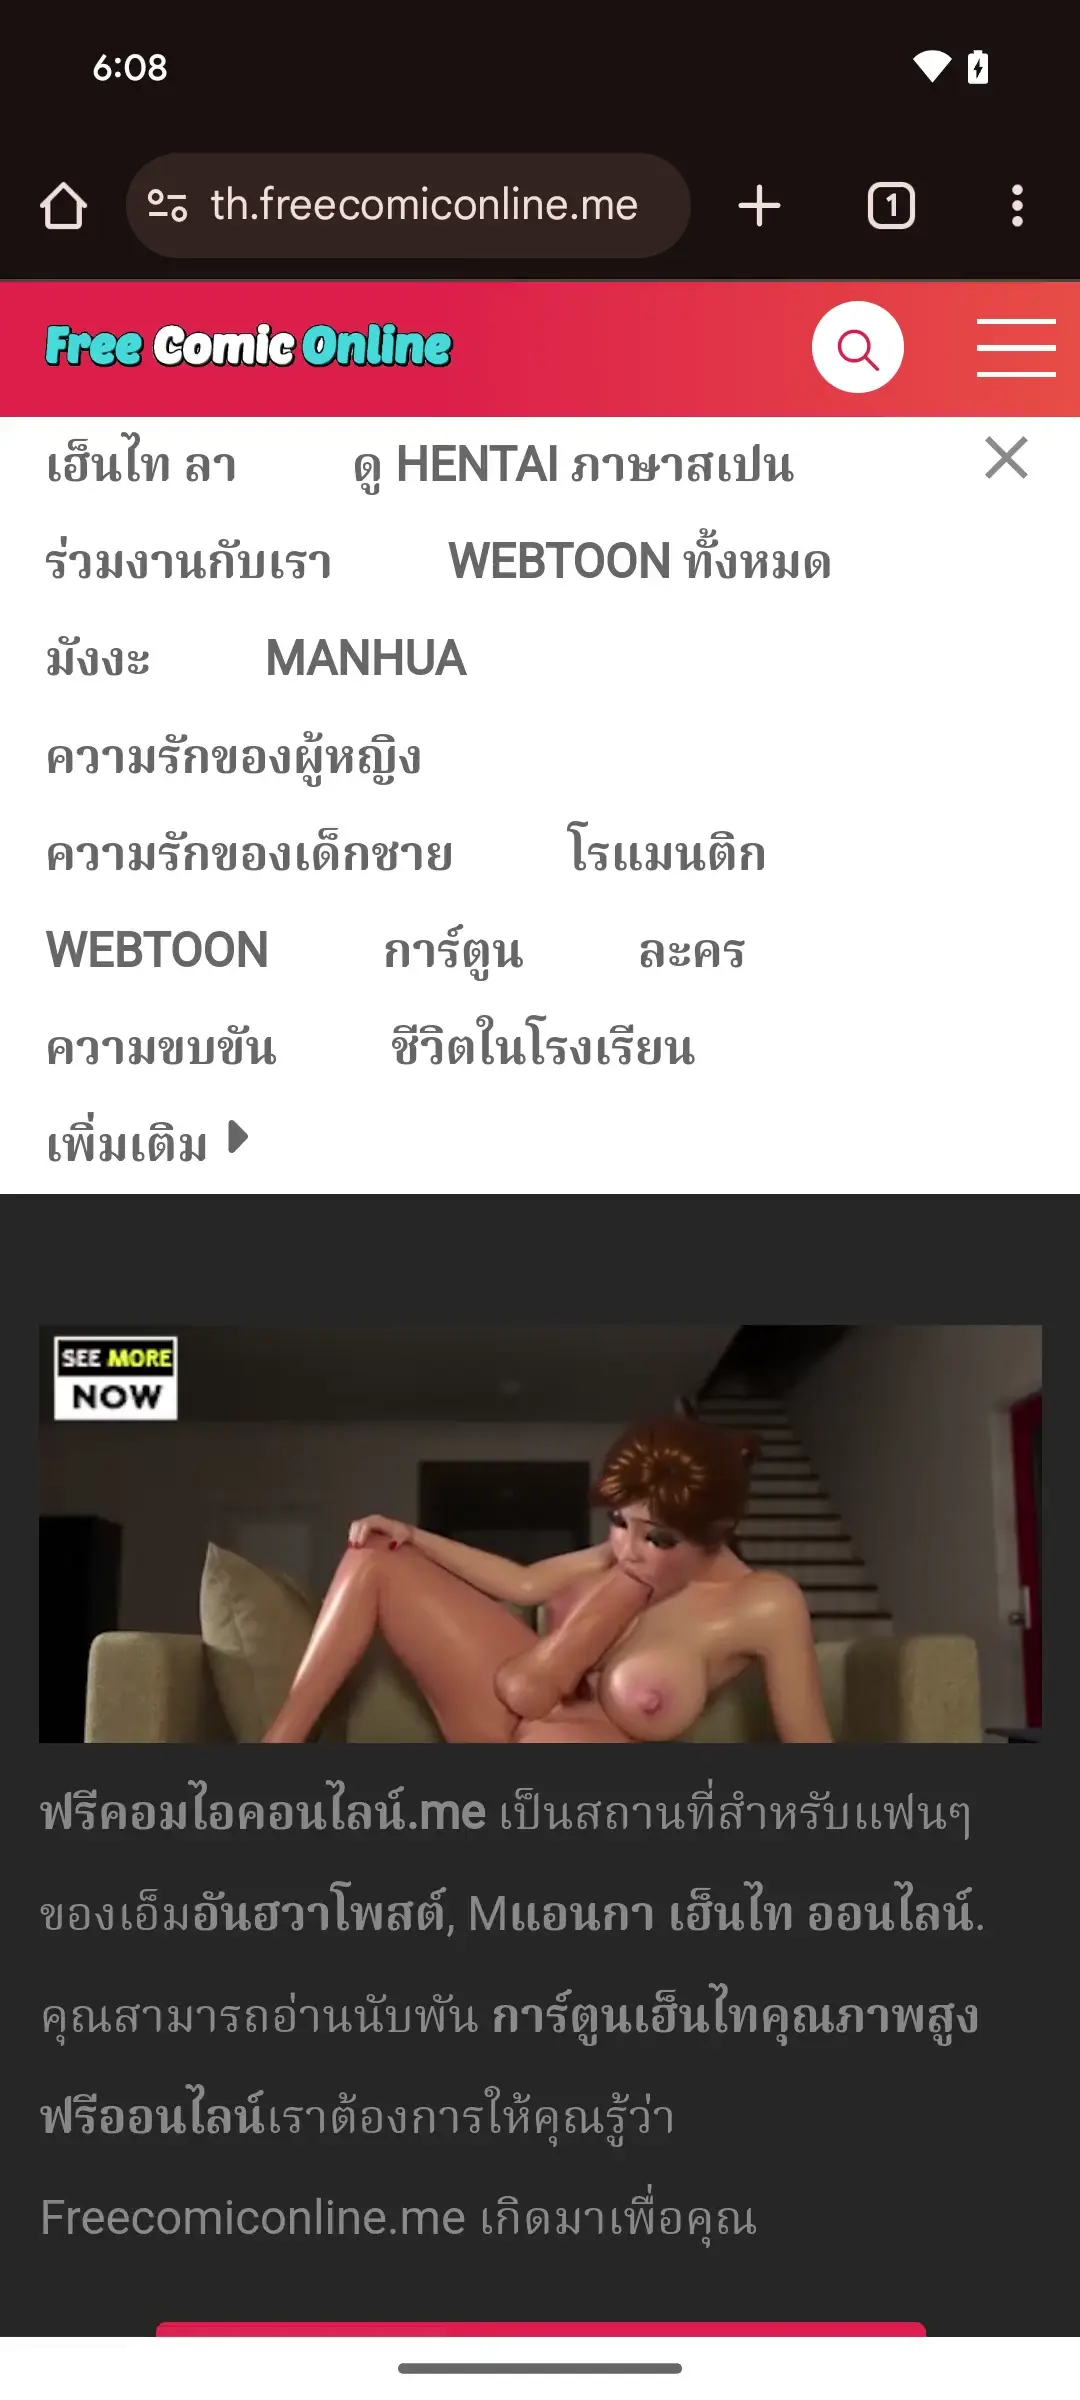 6:08
th.freecomiconline.me
1
Free Comic Online
เฮ็นไท ลา ดู HENTAI ภาษาสเปน
ร่วมงานกับเรา WEBTOON ทั้งหมด
มังงะ MANHUA
ความรักของผู้หญิง
ความรักของเด็กชาย โรแมนติก
WEBTOON การ์ตูน ละคร
ความขบขัน ชีวิตในโรงเรียน
เพิ่มเติม
SEE MORE
NOW
ฟรีคอมไอคอนไลน์.me เป็นสถานที่สำหรับแฟนๆ
ของเอ็มอันฮวาโพสต์, Mแอนกา เฮ็นไท ออนไลน์.
คุณสามารถอ่านนับพัน การ์ตูนเฮ็นไทคุณภาพสูง
ฟรีออนไลน์เราต้องการให้คุณรู้ว่า
Freecomiconline.me เกิดมาเพื่อคุณ